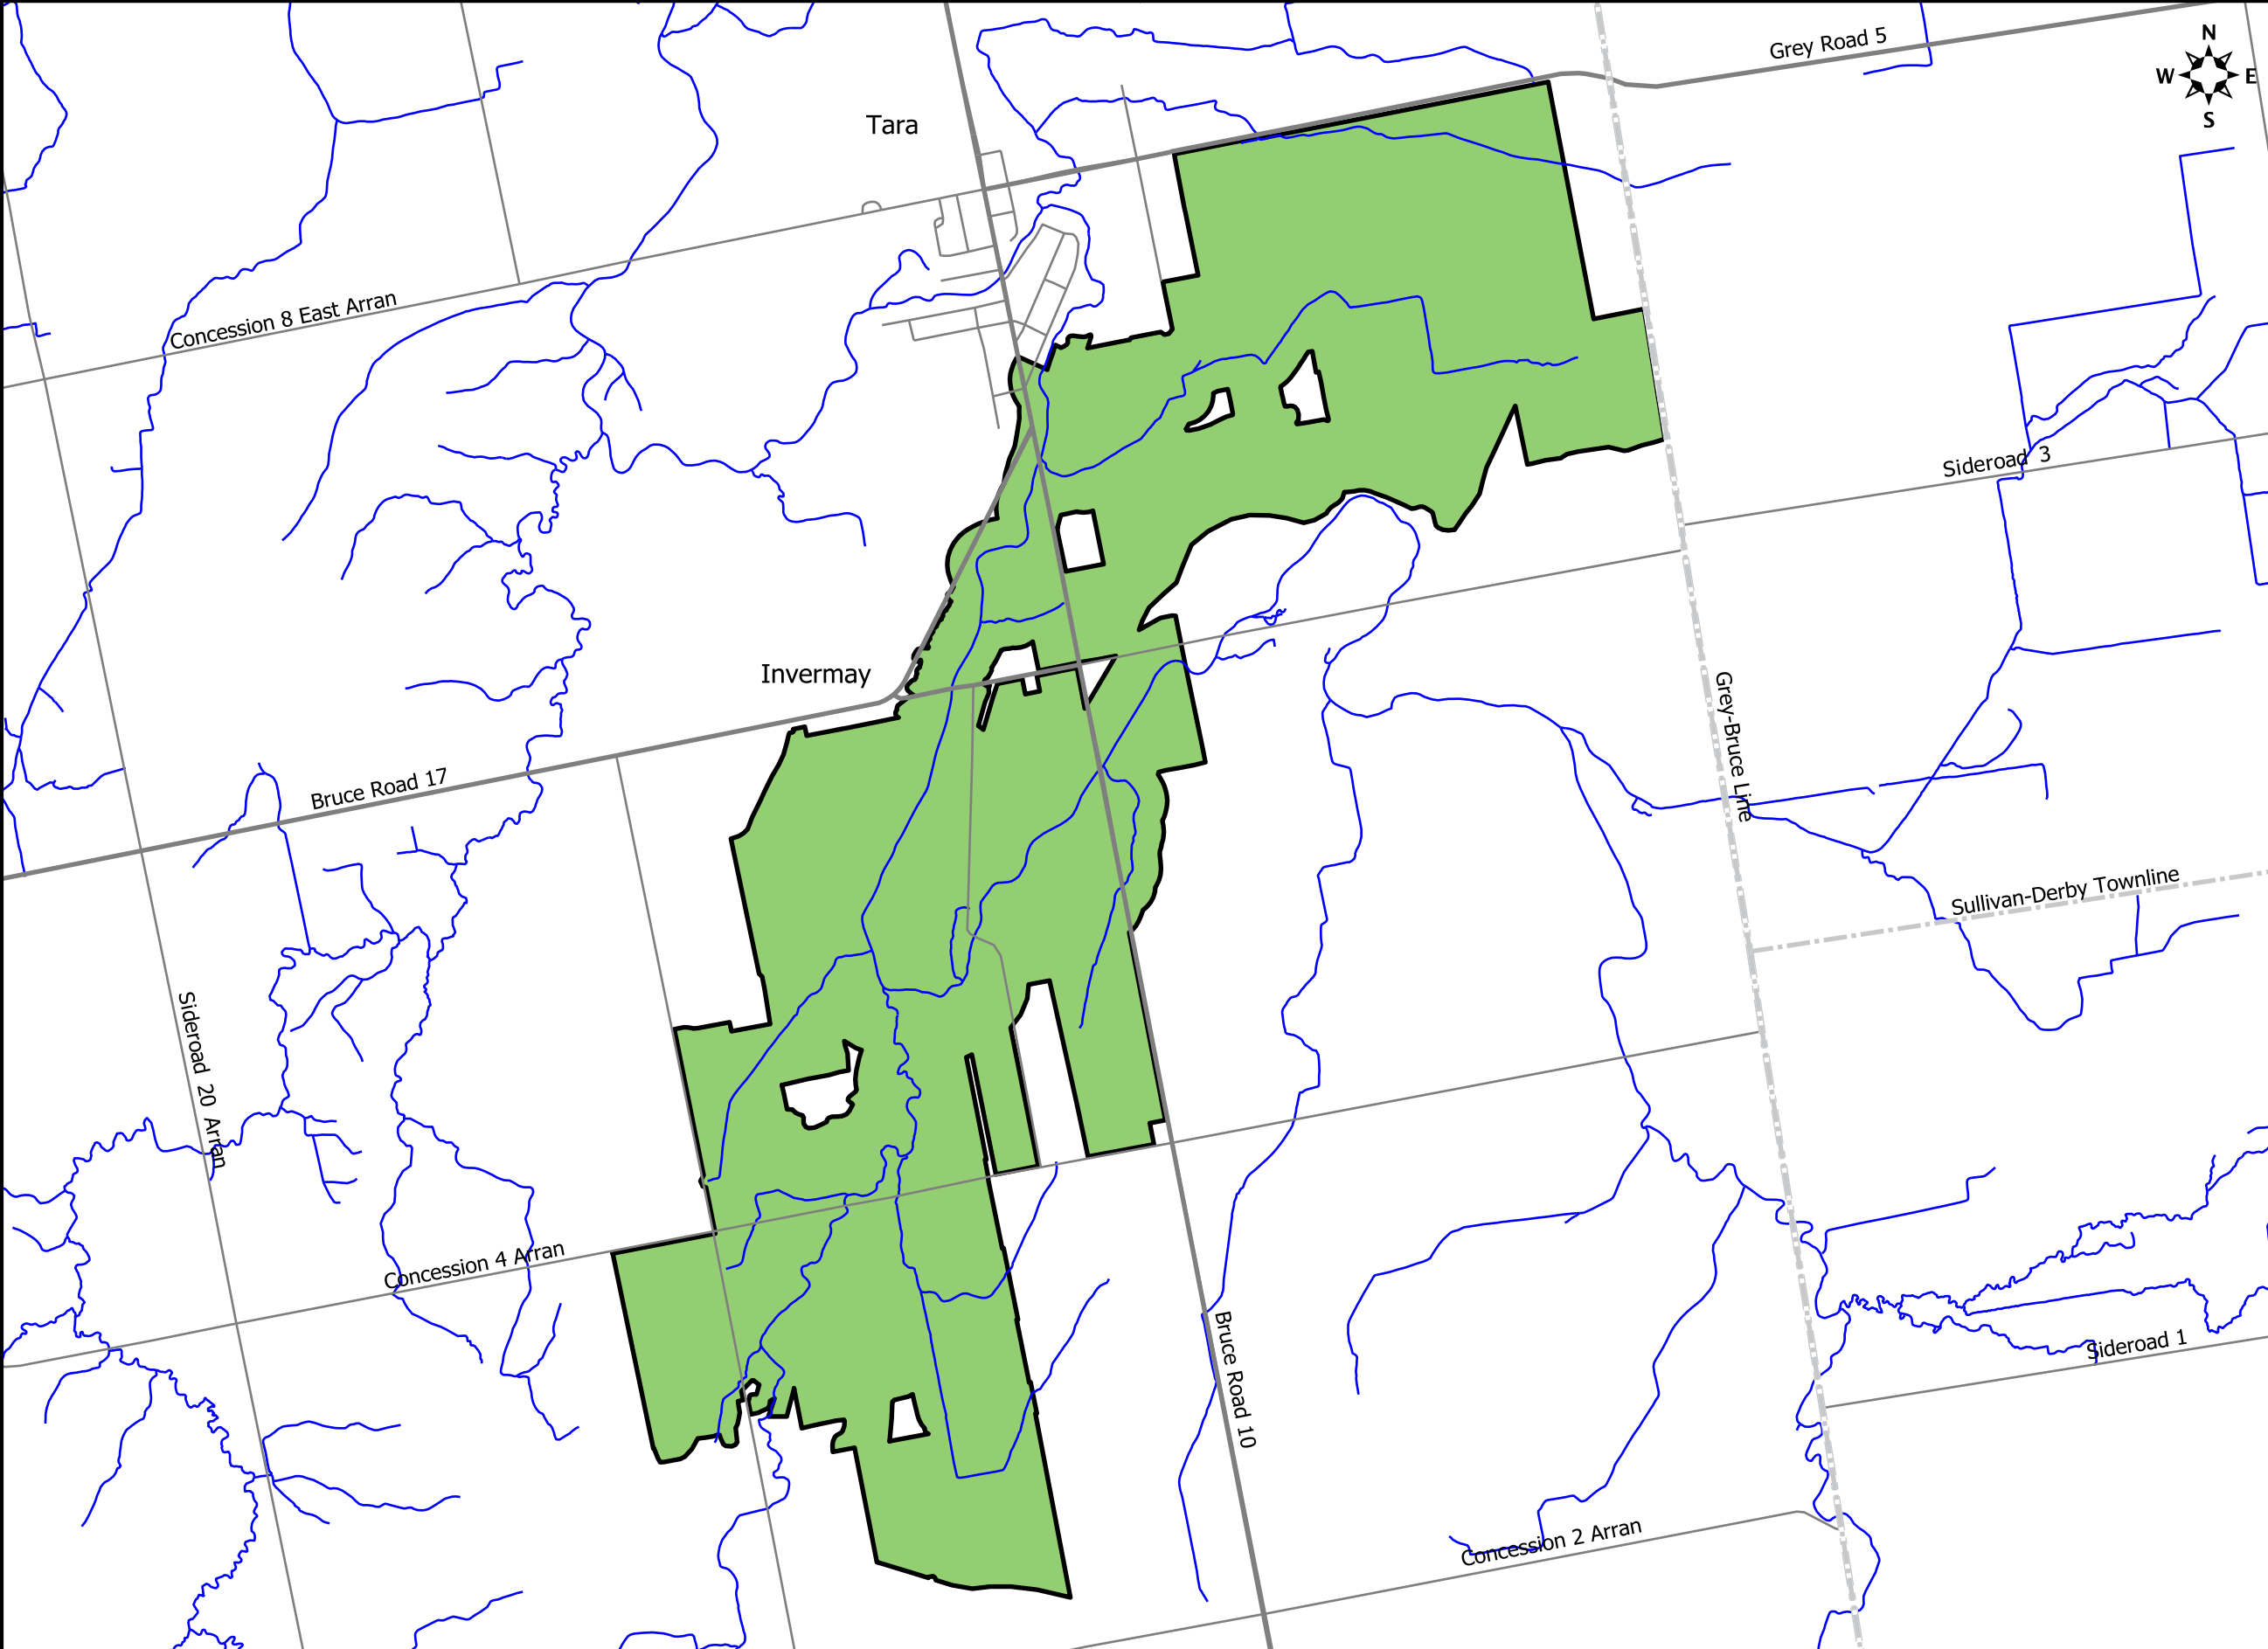 Grey Road 5
N
W E
S
Tara
Concession 8 East Arran
Sideroad 3
Invermay
Grey-Bruce Line
Bruce Road 17
Sullivan-Derby Townline
Sideroad 20 Arran
Concession 4 Arran
Bruce Road 10
Sideroad 1
Concession 2 Arran